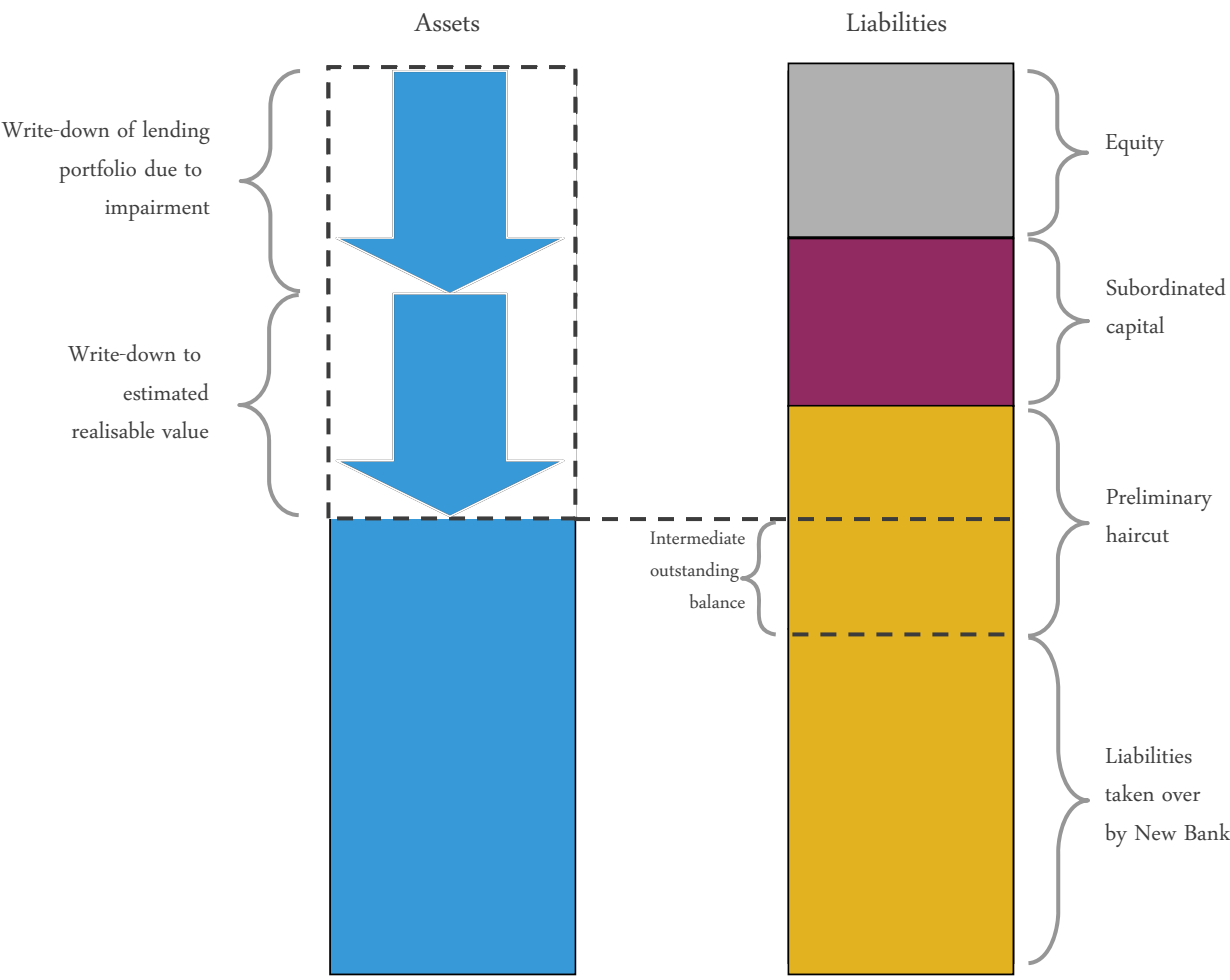 Assets
Liabilities
Write-down of lending
portfolio due to
impairment
Equity
Subordinated
capital
Write-down to
estimated
realisable value
Preliminary
haircut
Intermediate
outstanding
balance
Liabilities
taken over
by New Bank